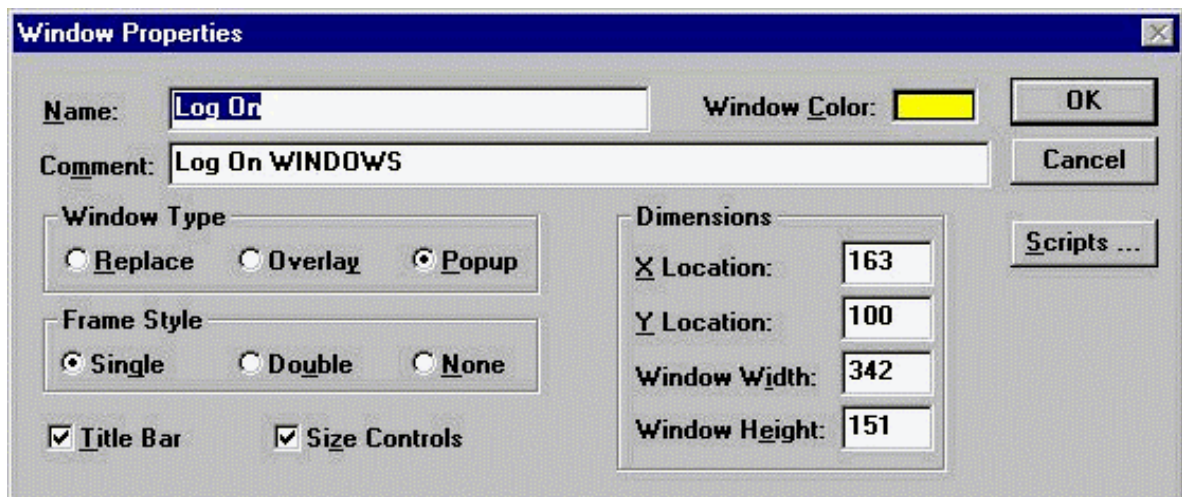 Window Properties
Name: Log On Window Color: OK
Comment: Log On WINDOWS Cancel
Window Type
Replace Overlay Popup
Frame Style
Single Double None
Title Bar Size Controls
Dimensions
X Location: 163
Y Location: 100
Window Width: 342
Window Height: 151
Scripts ...